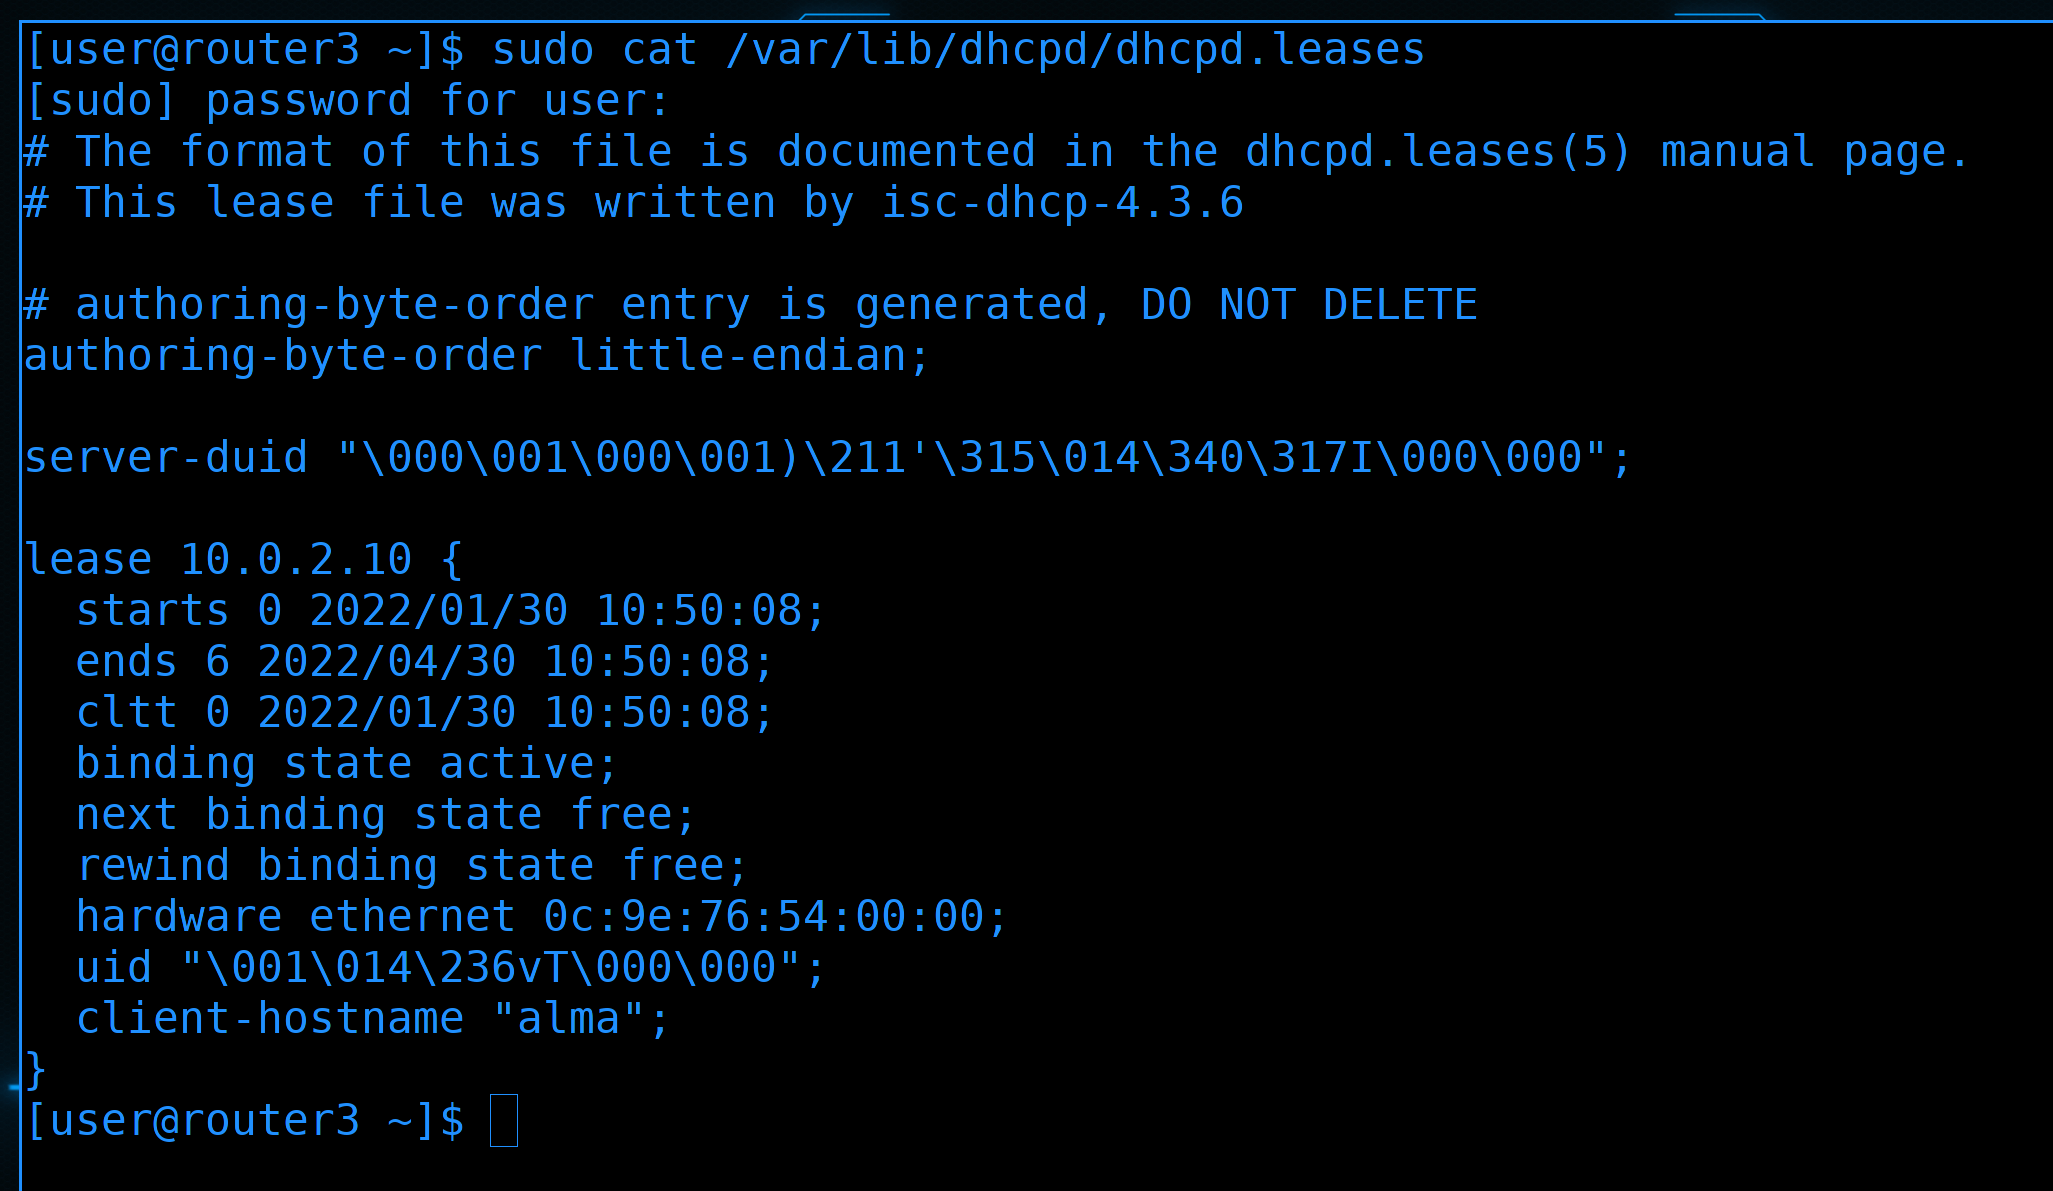 [user@router3 ~]$ sudo cat /var/lib/dhcpd/dhcpd.leases
[sudo] password for user:
# The format of this file is documented in the dhcpd.leases(5) manual page.
# This lease file was written by isc-dhcp-4.3.6

# authoring-byte-order entry is generated, DO NOT DELETE
authoring-byte-order little-endian;

server-duid "\000\001\000\001)\211'\315\014\340\317I\000\000";

lease 10.0.2.10 {
  starts 0 2022/01/30 10:50:08;
  ends 6 2022/04/30 10:50:08;
  cltt 0 2022/01/30 10:50:08;
  binding state active;
  next binding state free;
  rewind binding state free;
  hardware ethernet 0c:9e:76:54:00:00;
  uid "\001\014\236vT\000\000";
  client-hostname "alma";
}
[user@router3 ~]$